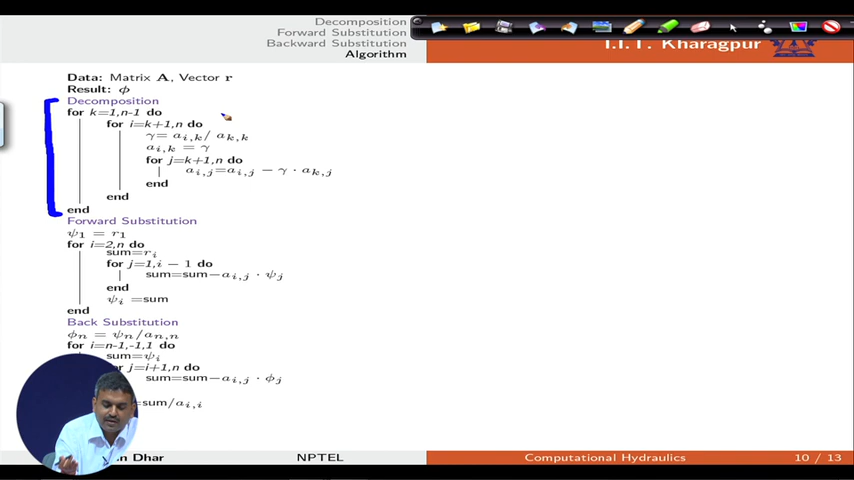 Decomposition
Forward Substitution
Backward Substitution
Algorithm
I.I.T. Kharagpur
Data: Matrix A, Vector r
Result: ϕ
Decomposition
for k=1,n-1 do
for i=k+1,n do
γ= a_{i,k}/ a_{k,k}
a_{i,k} = γ
for j=k+1,n do
a_{i,j}=a_{i,j} − γ · a_{k,j}
end
end
end
Forward Substitution
ψ_1 = r_1
for i=2,n do
sum=r_i
for j=1,i − 1 do
sum=sum−a_{i,j} · ψ_j
end
ψ_i =sum
end
Back Substitution
ϕ_n = ψ_n/a_{n,n}
for i=n-1,-1,1 do
sum=ψ_i
for j=i+1,n do
sum=sum−a_{i,j} · ϕ_j
=sum/a_{i,i}
Dhar
NPTEL
Computational Hydraulics
10 / 13